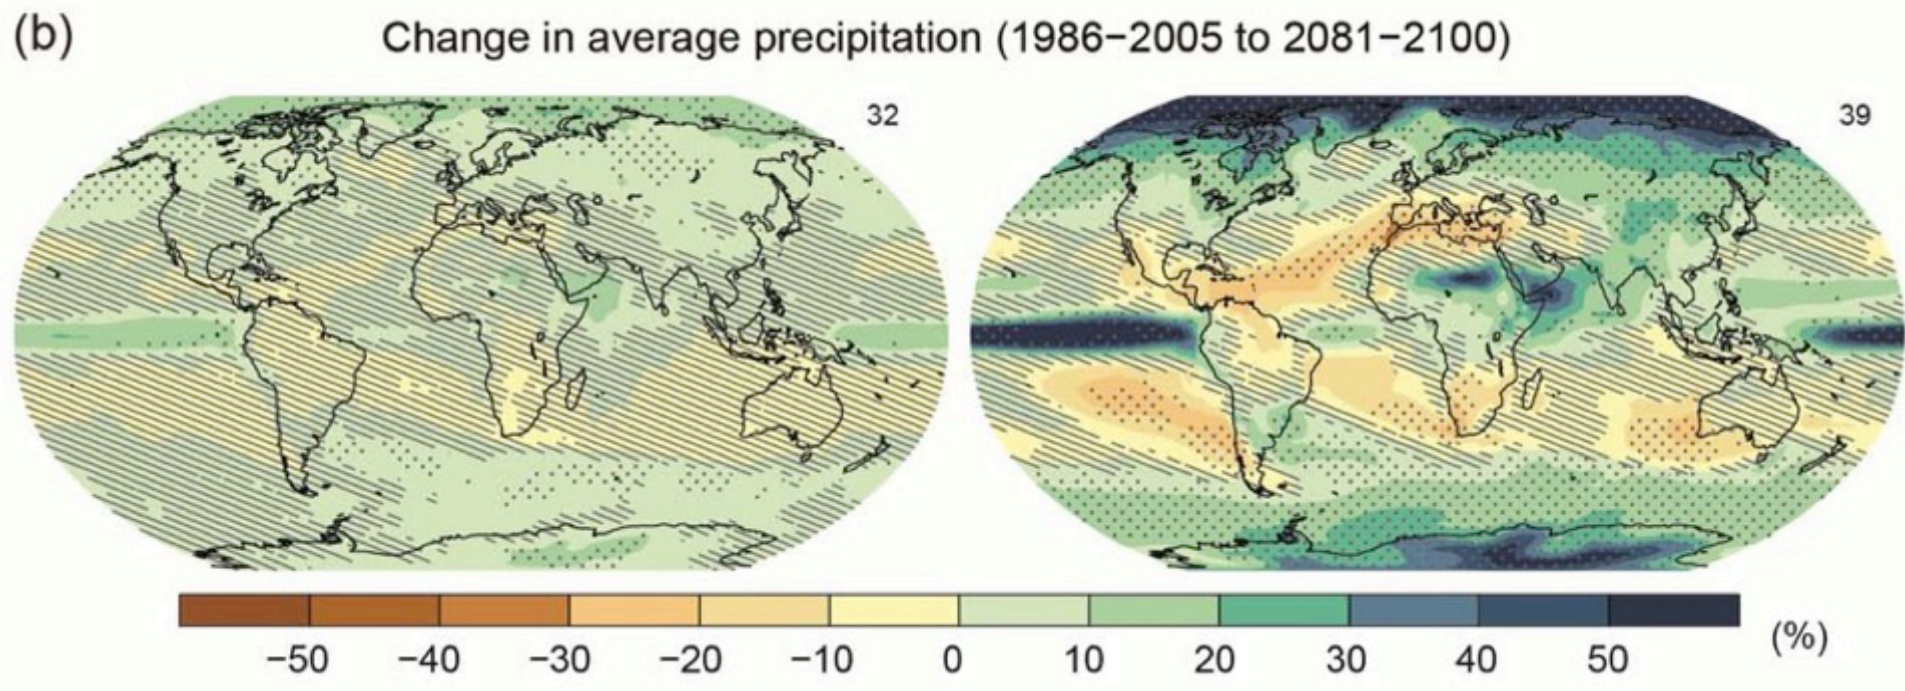 (b)
Change in average precipitation (1986−2005 to 2081−2100)
32
39
−50 −40 −30 −20 −10 0 10 20 30 40 50 (%)